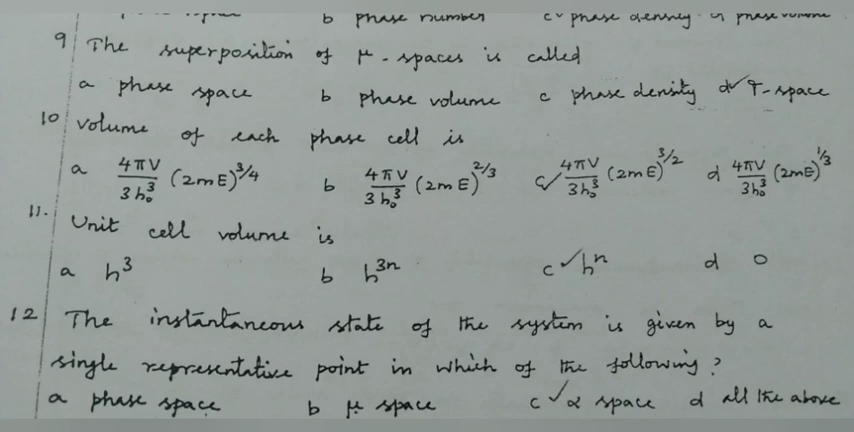 b phase number c✓ phase density d phase volume
9 The superposition of μ - spaces is called
a phase space b phase volume c phase density d✓ T-space
10 Volume of each phase cell is
a 4πV/3h₀³ (2mE)^3/4 b 4πV/3h₀³ (2mE)^2/3 c✓ 4πV/3h₀³ (2mE)^3/2 d 4πV/3h₀³ (2mE)^1/3
11. Unit cell volume is
a h³ b h³ⁿ c✓ hⁿ d 0
12 The instantaneous state of the system is given by a
single representative point in which of the following?
a phase space b μ space c✓ α space d all the above